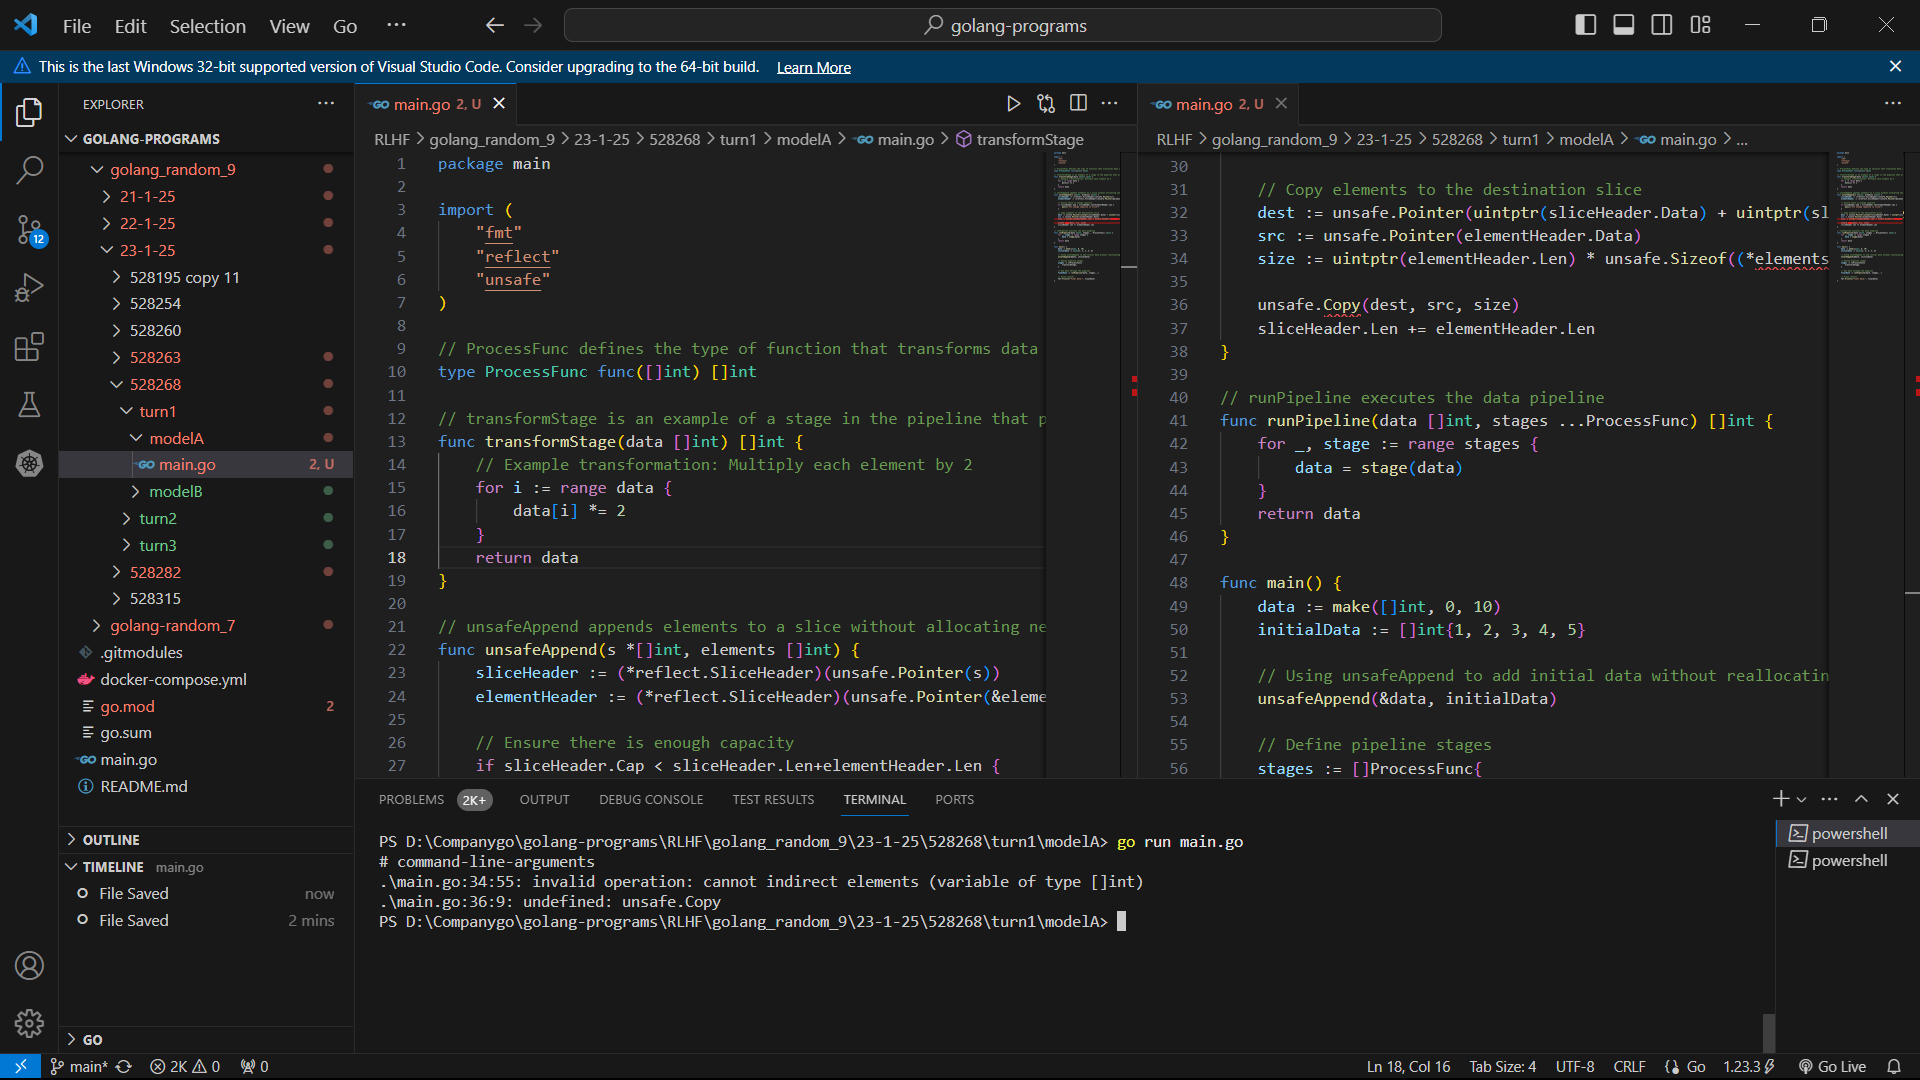 File Edit Selection View Go ···
golang-programs
This is the last Windows 32-bit supported version of Visual Studio Code. Consider upgrading to the 64-bit build. Learn More
EXPLORER
GOLANG-PROGRAMS
golang_random_9
21-1-25
22-1-25
23-1-25
528195 copy 11
528254
528260
528263
528268
turn1
modelA
main.go 2, U
modelB
turn2
turn3
528282
528315
golang-random_7
.gitmodules
docker-compose.yml
go.mod 2
go.sum
main.go
README.md
OUTLINE
TIMELINE main.go
File Saved now
File Saved 2 mins
GO
12
main.go 2, U
RLHF > golang_random_9 > 23-1-25 > 528268 > turn1 > modelA > main.go > transformStage
1 package main
2
3 import (
4 "fmt"
5 "reflect"
6 "unsafe"
7 )
8
9 // ProcessFunc defines the type of function that transforms data
10 type ProcessFunc func([]int) []int
11
12 // transformStage is an example of a stage in the pipeline that p
13 func transformStage(data []int) []int {
14 // Example transformation: Multiply each element by 2
15 for i := range data {
16 data[i] *= 2
17 }
18 return data
19 }
20
21 // unsafeAppend appends elements to a slice without allocating ne
22 func unsafeAppend(s *[]int, elements []int) {
23 sliceHeader := (*reflect.SliceHeader)(unsafe.Pointer(s))
24 elementHeader := (*reflect.SliceHeader)(unsafe.Pointer(&eleme
25
26 // Ensure there is enough capacity
27 if sliceHeader.Cap < sliceHeader.Len+elementHeader.Len {
main.go 2, U
RLHF > golang_random_9 > 23-1-25 > 528268 > turn1 > modelA > main.go > ...
30
31 // Copy elements to the destination slice
32 dest := unsafe.Pointer(uintptr(sliceHeader.Data) + uintptr(sl
33 src := unsafe.Pointer(elementHeader.Data)
34 size := uintptr(elementHeader.Len) * unsafe.Sizeof((*elements
35
36 unsafe.Copy(dest, src, size)
37 sliceHeader.Len += elementHeader.Len
38 }
39
40 // runPipeline executes the data pipeline
41 func runPipeline(data []int, stages ...ProcessFunc) []int {
42 for _, stage := range stages {
43 data = stage(data)
44 }
45 return data
46 }
47
48 func main() {
49 data := make([]int, 0, 10)
50 initialData := []int{1, 2, 3, 4, 5}
51
52 // Using unsafeAppend to add initial data without reallocatin
53 unsafeAppend(&data, initialData)
54
55 // Define pipeline stages
56 stages := []ProcessFunc{
PROBLEMS 2K+ OUTPUT DEBUG CONSOLE TEST RESULTS TERMINAL PORTS
PS D:\Companygo\golang-programs\RLHF\golang_random_9\23-1-25\528268\turn1\modelA> go run main.go
# command-line-arguments
.\main.go:34:55: invalid operation: cannot indirect elements (variable of type []int)
.\main.go:36:9: undefined: unsafe.Copy
PS D:\Companygo\golang-programs\RLHF\golang_random_9\23-1-25\528268\turn1\modelA>
powershell
powershell
main* 2K 0 0 Ln 18, Col 16 Tab Size: 4 UTF-8 CRLF Go 1.23.3 Go Live